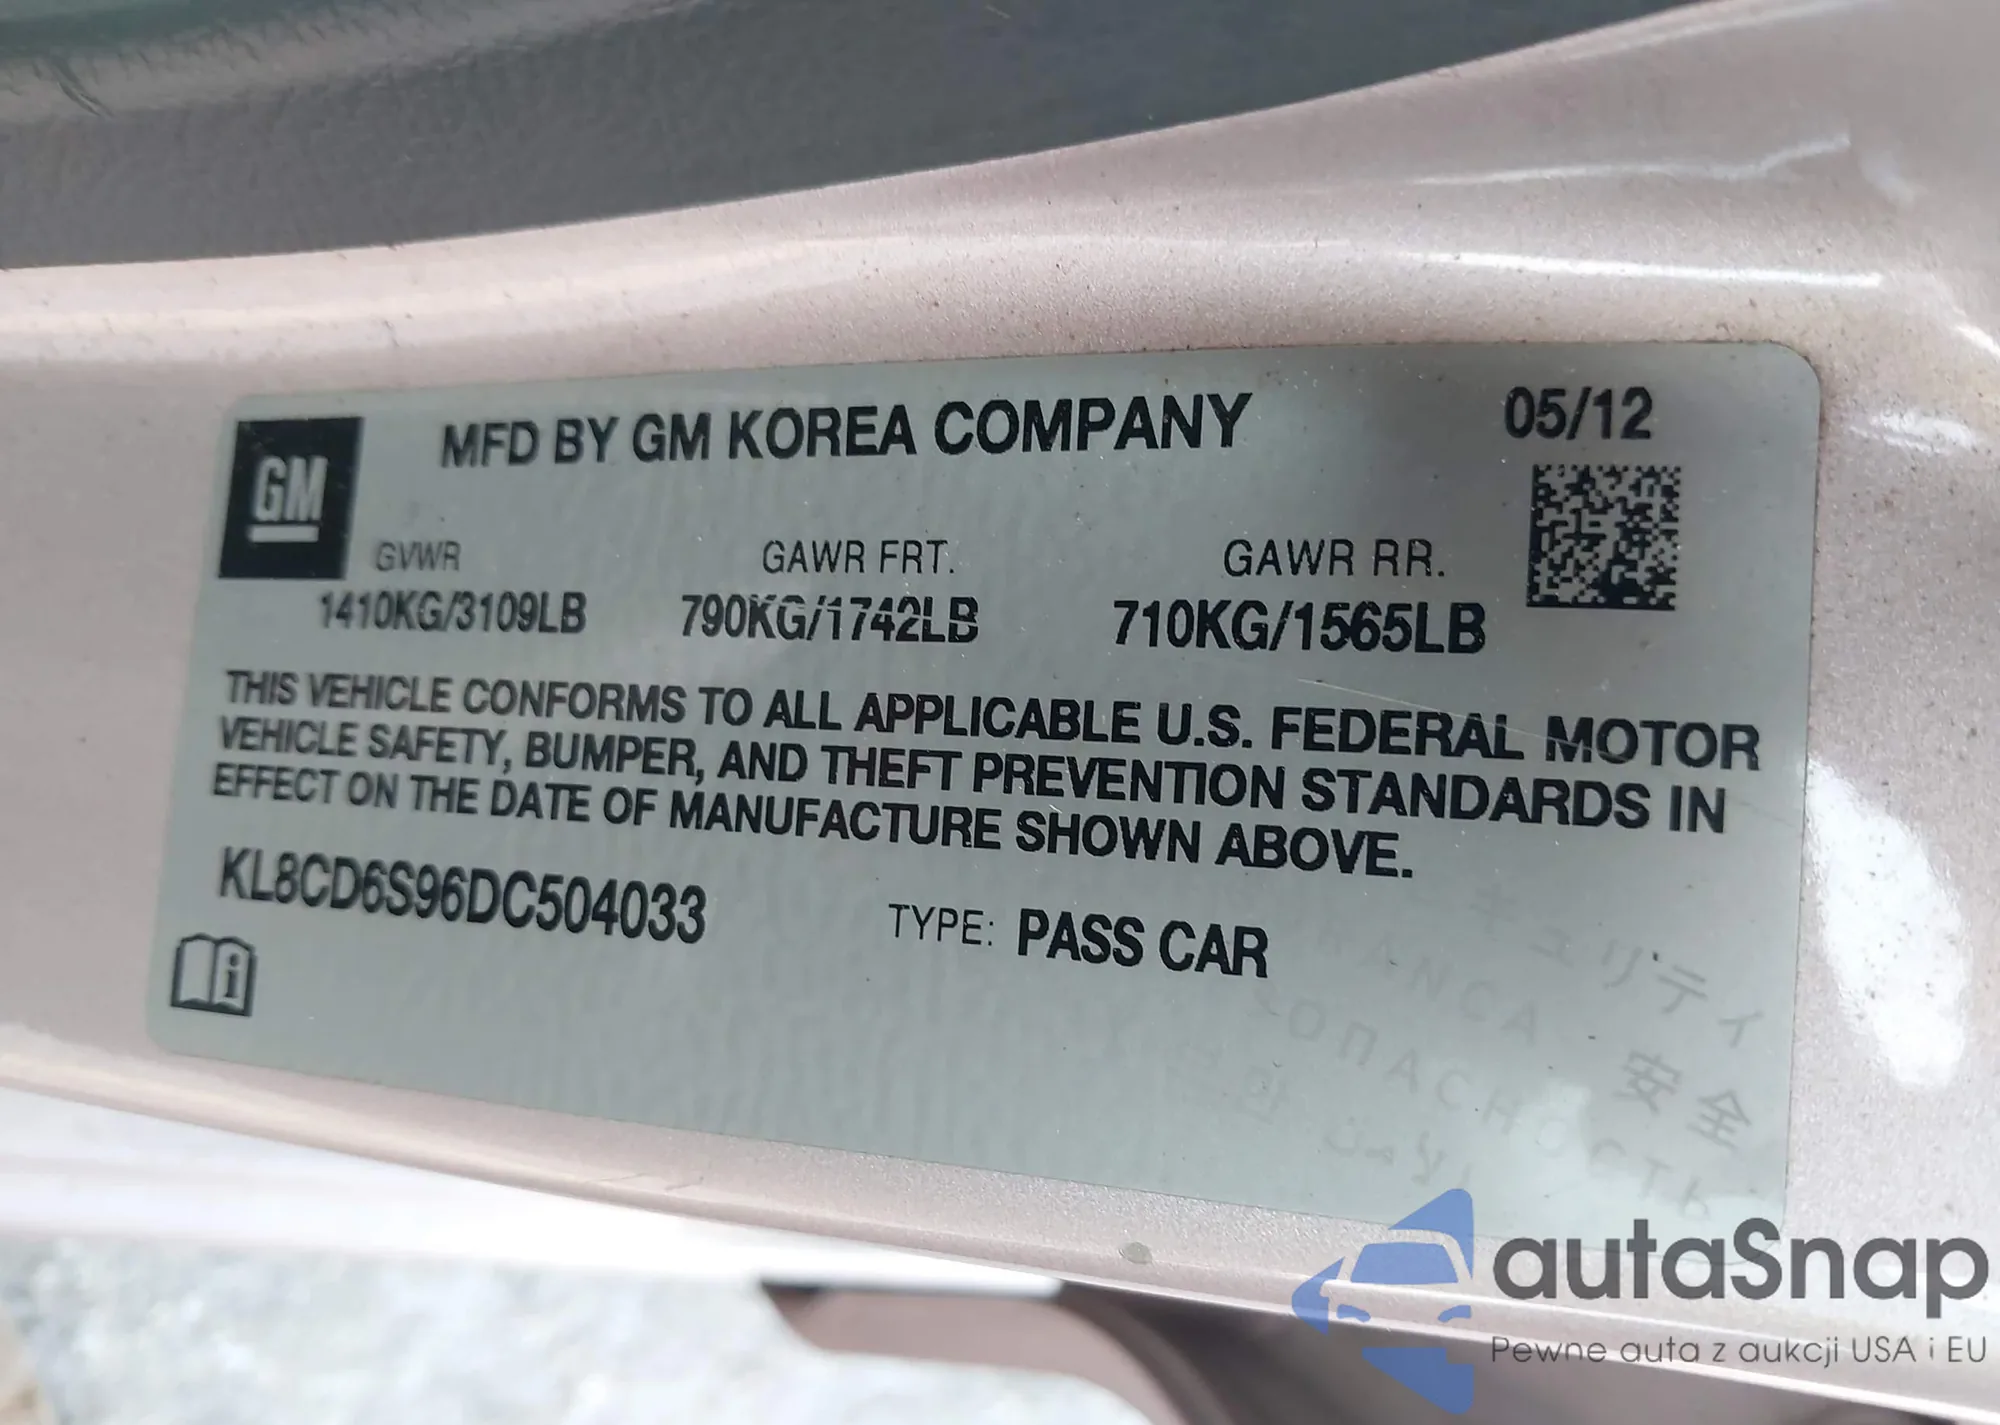 MFD BY GM KOREA COMPANY
05/12
GM
GVWR
GAWR FRT.
GAWR RR.
1410KG/3109LB
790KG/1742LB
710KG/1565LB
THIS VEHICLE CONFORMS TO ALL APPLICABLE U.S. FEDERAL MOTOR
VEHICLE SAFETY, BUMPER, AND THEFT PREVENTION STANDARDS IN
EFFECT ON THE DATE OF MANUFACTURE SHOWN ABOVE.
KL8CD6S96DC504033
TYPE: PASS CAR
i
安全
autaSnap
Pewne auta z aukcji USA i EU